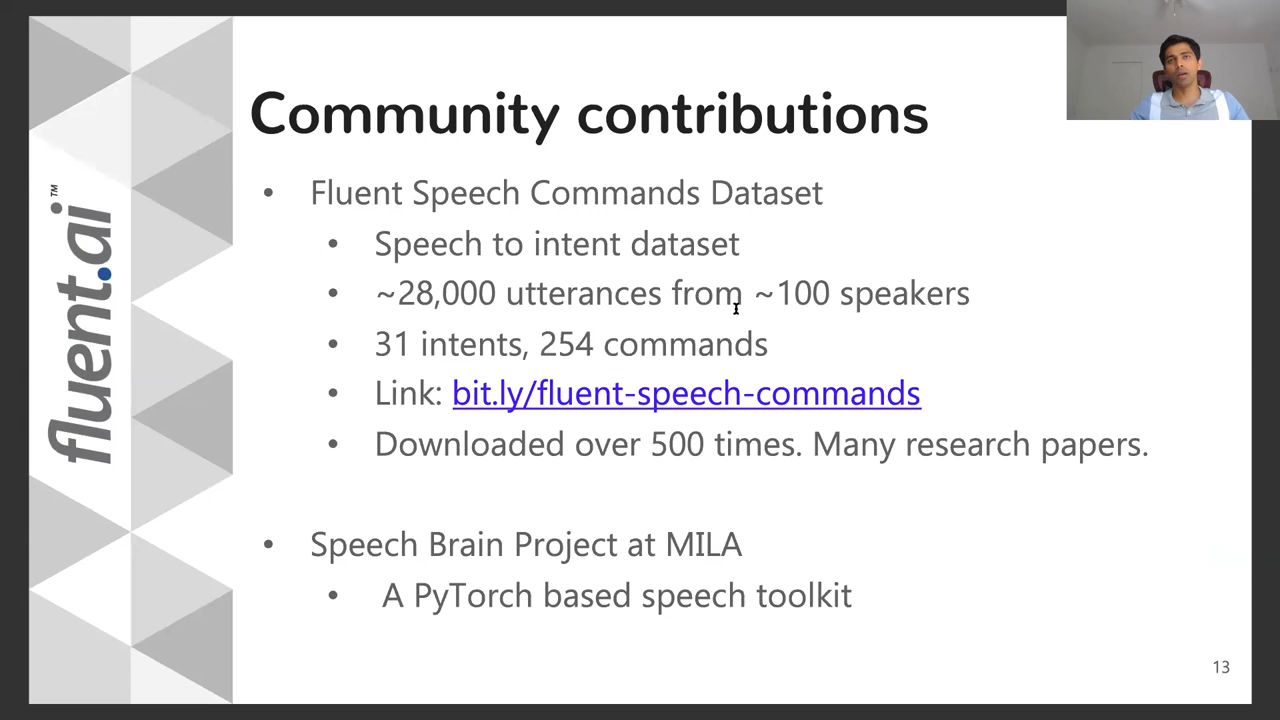 Community contributions
fluent.ai™
• Fluent Speech Commands Dataset
• Speech to intent dataset
• ~28,000 utterances from ~100 speakers
• 31 intents, 254 commands
• Link: bit.ly/fluent-speech-commands
• Downloaded over 500 times. Many research papers.
• Speech Brain Project at MILA
• A PyTorch based speech toolkit
13